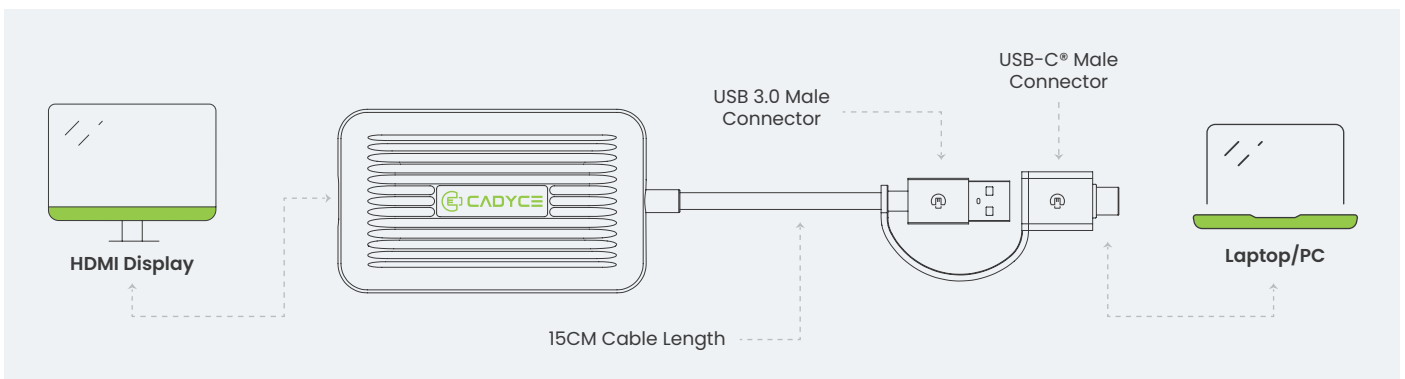 USB-C® Male
Connector
USB 3.0 Male
Connector
CADYCE
HDMI Display
Laptop/PC
15CM Cable Length